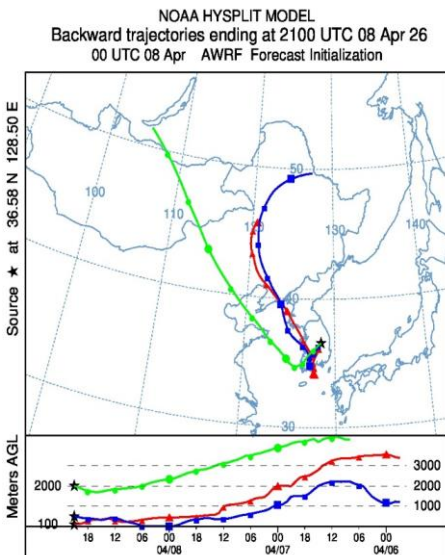 NOAA HYSPLIT MODEL
Backward trajectories ending at 2100 UTC 08 Apr 26
00 UTC 08 Apr AWRF Forecast Initialization
Source ★ at 36.58 N 128.50 E
50
100
110
120
130
140
40
30
Meters AGL
2000
100
3000
2000
1000
18 12 06 00 18 12 06 00 18 12 06 00
04/08 04/07 04/06